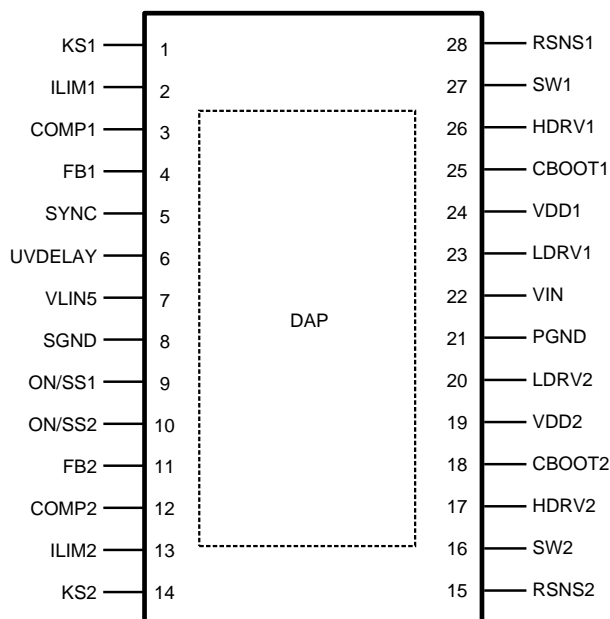 KS1 1 28 RSNS1
ILIM1 2 27 SW1
COMP1 3 26 HDRV1
FB1 4 25 CBOOT1
SYNC 5 24 VDD1
UVDELAY 6 23 LDRV1
VLIN5 7 22 VIN
DAP
SGND 8 21 PGND
ON/SS1 9 20 LDRV2
ON/SS2 10 19 VDD2
FB2 11 18 CBOOT2
COMP2 12 17 HDRV2
ILIM2 13 16 SW2
KS2 14 15 RSNS2